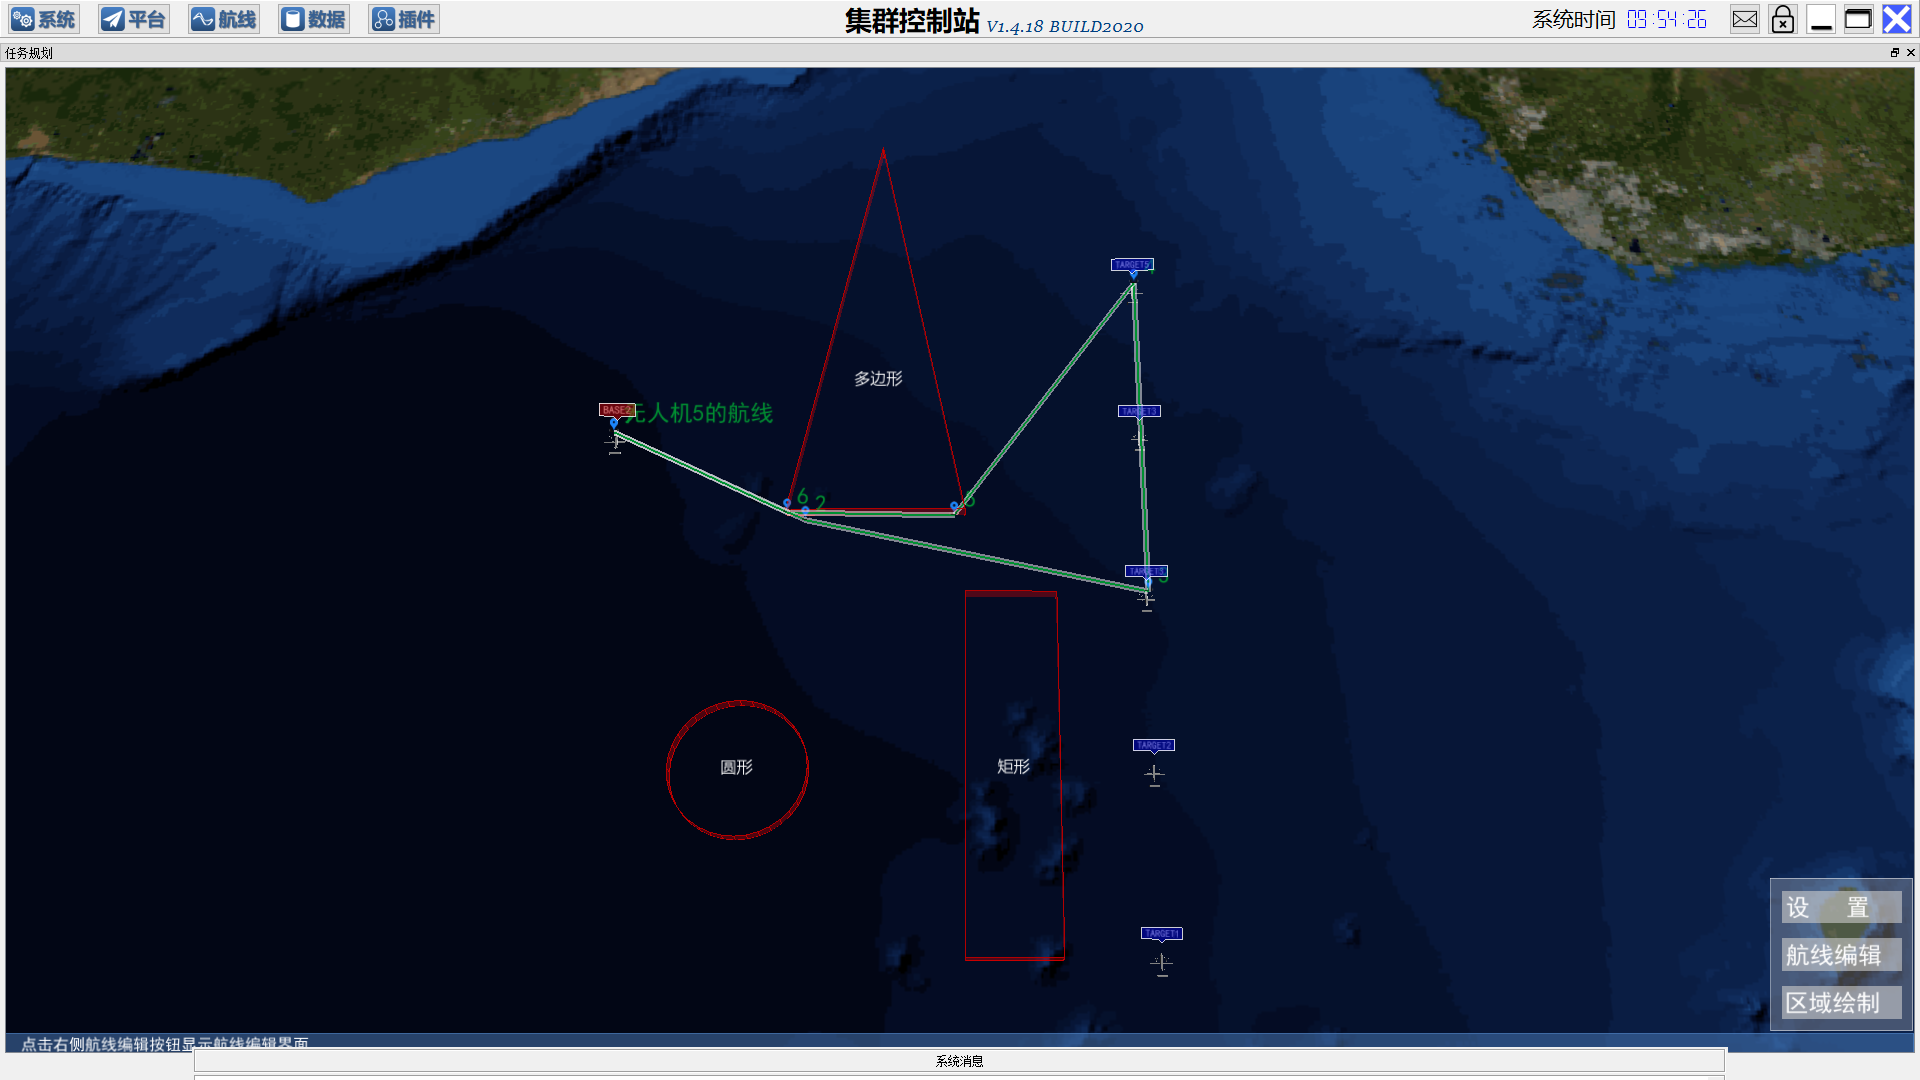 系统 平台 航线 数据 插件 集群控制站 V1.4.18 BUILD2020 系统时间 09:54:26
任务规划
TARGET5
多边形
BASE2 无人机5的航线
TARGET3
6 2
圆形
矩形
TARGET2
TARGET1
设 置
航线编辑
区域绘制
点击右侧航线编辑按钮显示航线编辑界面
系统消息